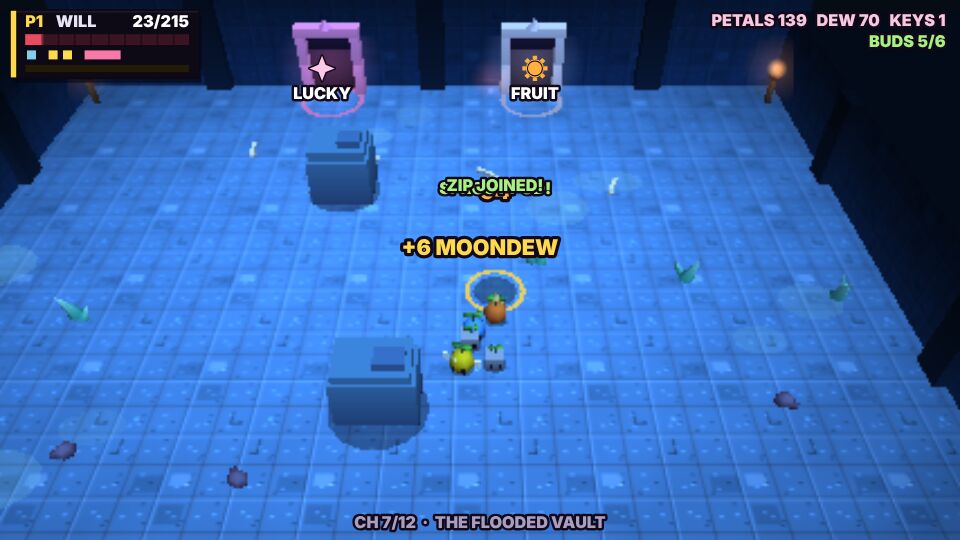 P1 WILL 23/215
PETALS 139 DEW 70 KEYS 1
BUDS 5/6
LUCKY
FRUIT
ZIP JOINED!
+6 MOONDEW
CH 7/12 · THE FLOODED VAULT